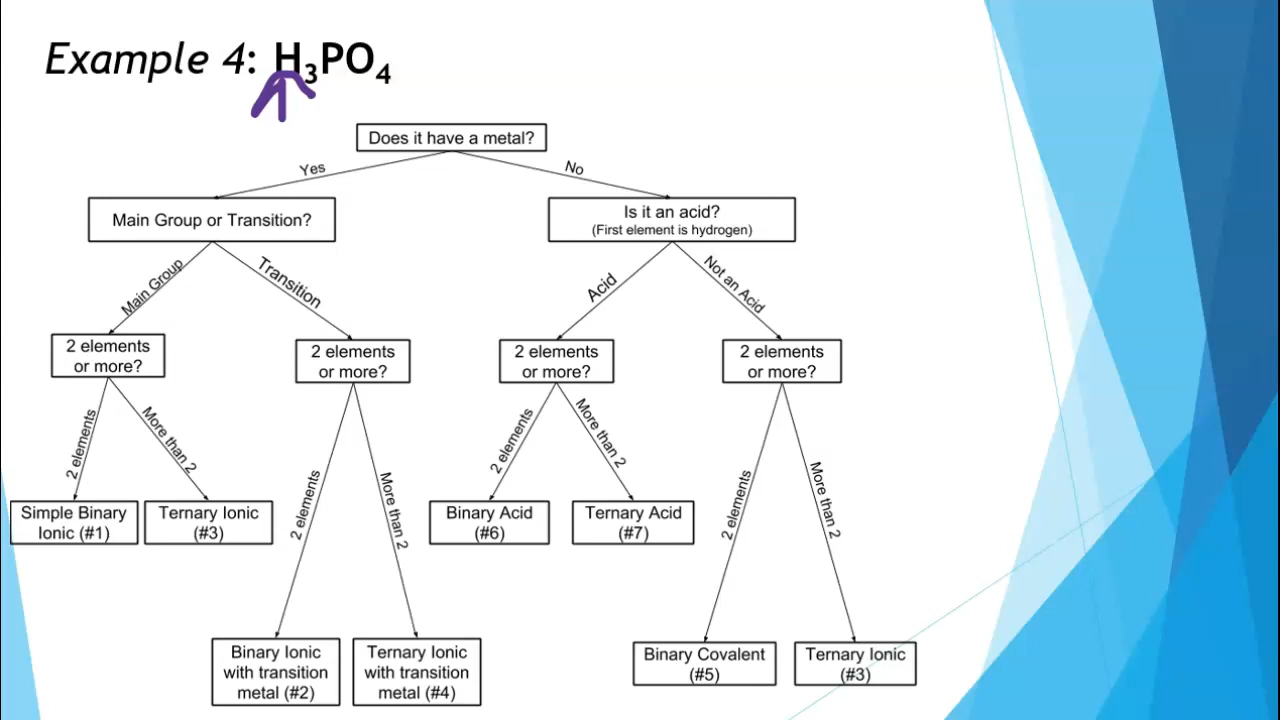 Example 4: H₃PO₄
Does it have a metal?
Yes
No
Main Group or Transition?
Is it an acid?
(First element is hydrogen)
Main Group
Transition
Acid
Not an Acid
2 elements
or more?
2 elements
or more?
2 elements
or more?
2 elements
or more?
2 elements
More than 2
2 elements
More than 2
2 elements
More than 2
2 elements
More than 2
Simple Binary
Ionic (#1)
Ternary Ionic
(#3)
Binary Acid
(#6)
Ternary Acid
(#7)
Binary Ionic
with transition
metal (#2)
Ternary Ionic
with transition
metal (#4)
Binary Covalent
(#5)
Ternary Ionic
(#3)